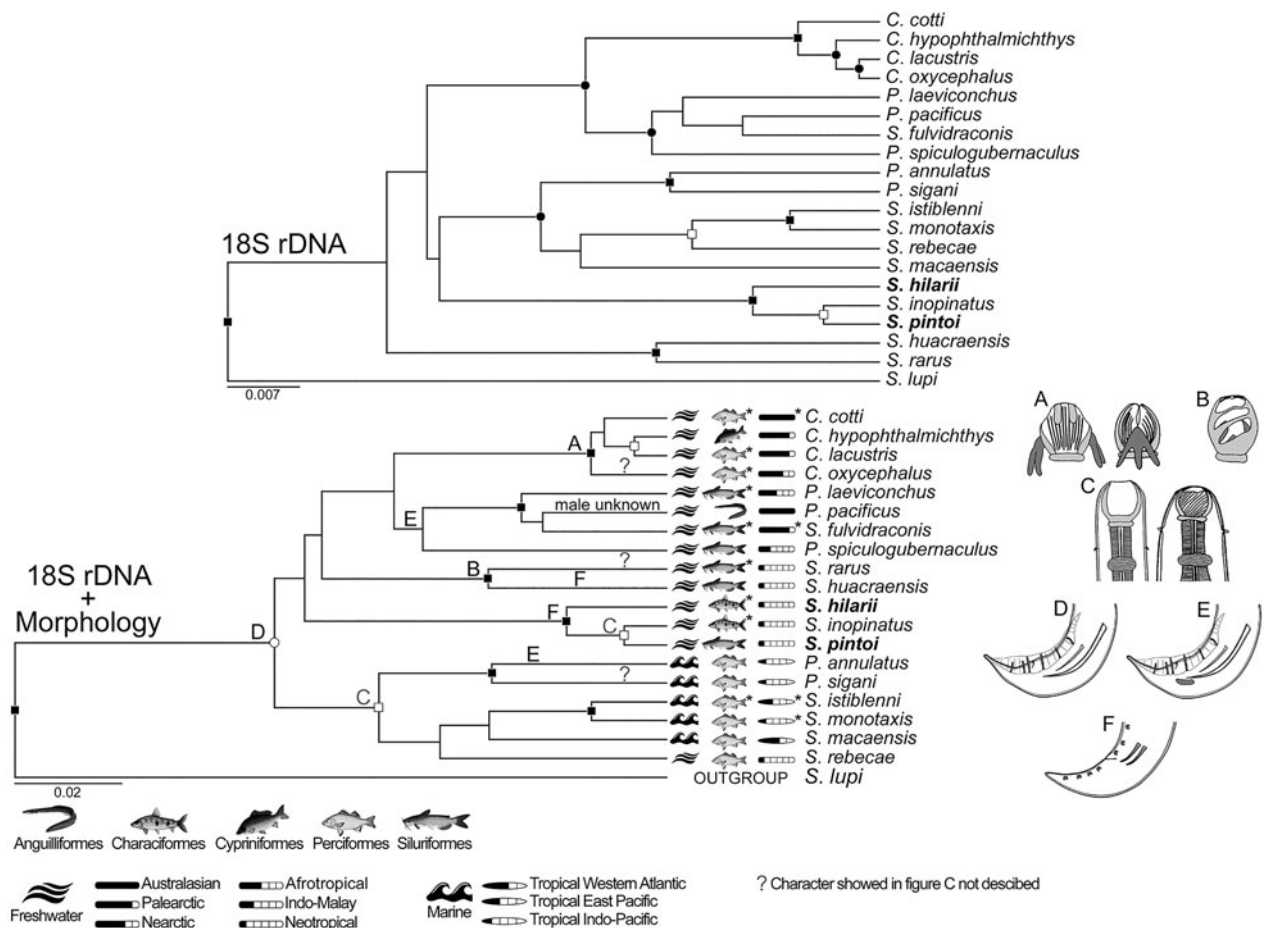 C. cotti
C. hypophthalmichthys
C. lacustris
C. oxycephalus
P. laeviconchus
P. pacificus
S. fulvidraconis
P. spiculogubernaculus
P. annulatus
P. sigani
S. istiblenni
S. monotaxis
S. rebecae
S. macaensis
S. hilarii
S. inopinatus
S. pintoi
S. huacraensis
S. rarus
S. lupi
18S rDNA
0.007
A * * C. cotti
C. hypophthalmichthys
* C. lacustris
? * C. oxycephalus
* P. laeviconchus
male unknown P. pacificus
E * * S. fulvidraconis
? P. spiculogubernaculus
B * S. rarus
F S. huacraensis
F * S. hilarii
C * S. inopinatus
S. pintoi
E P. annulatus
? P. sigani
C * * S. istiblenni
* S. monotaxis
S. macaensis
S. rebecae
OUTGROUP S. lupi
18S rDNA
+
Morphology
D
0.02
A
B
C
D
E
F
Anguilliformes Characiformes Cypriniformes Perciformes Siluriformes
Freshwater
Australasian
Palearctic
Nearctic
Afrotropical
Indo-Malay
Neotropical
Marine
Tropical Western Atlantic
Tropical East Pacific
Tropical Indo-Pacific
? Character showed in figure C not descibed